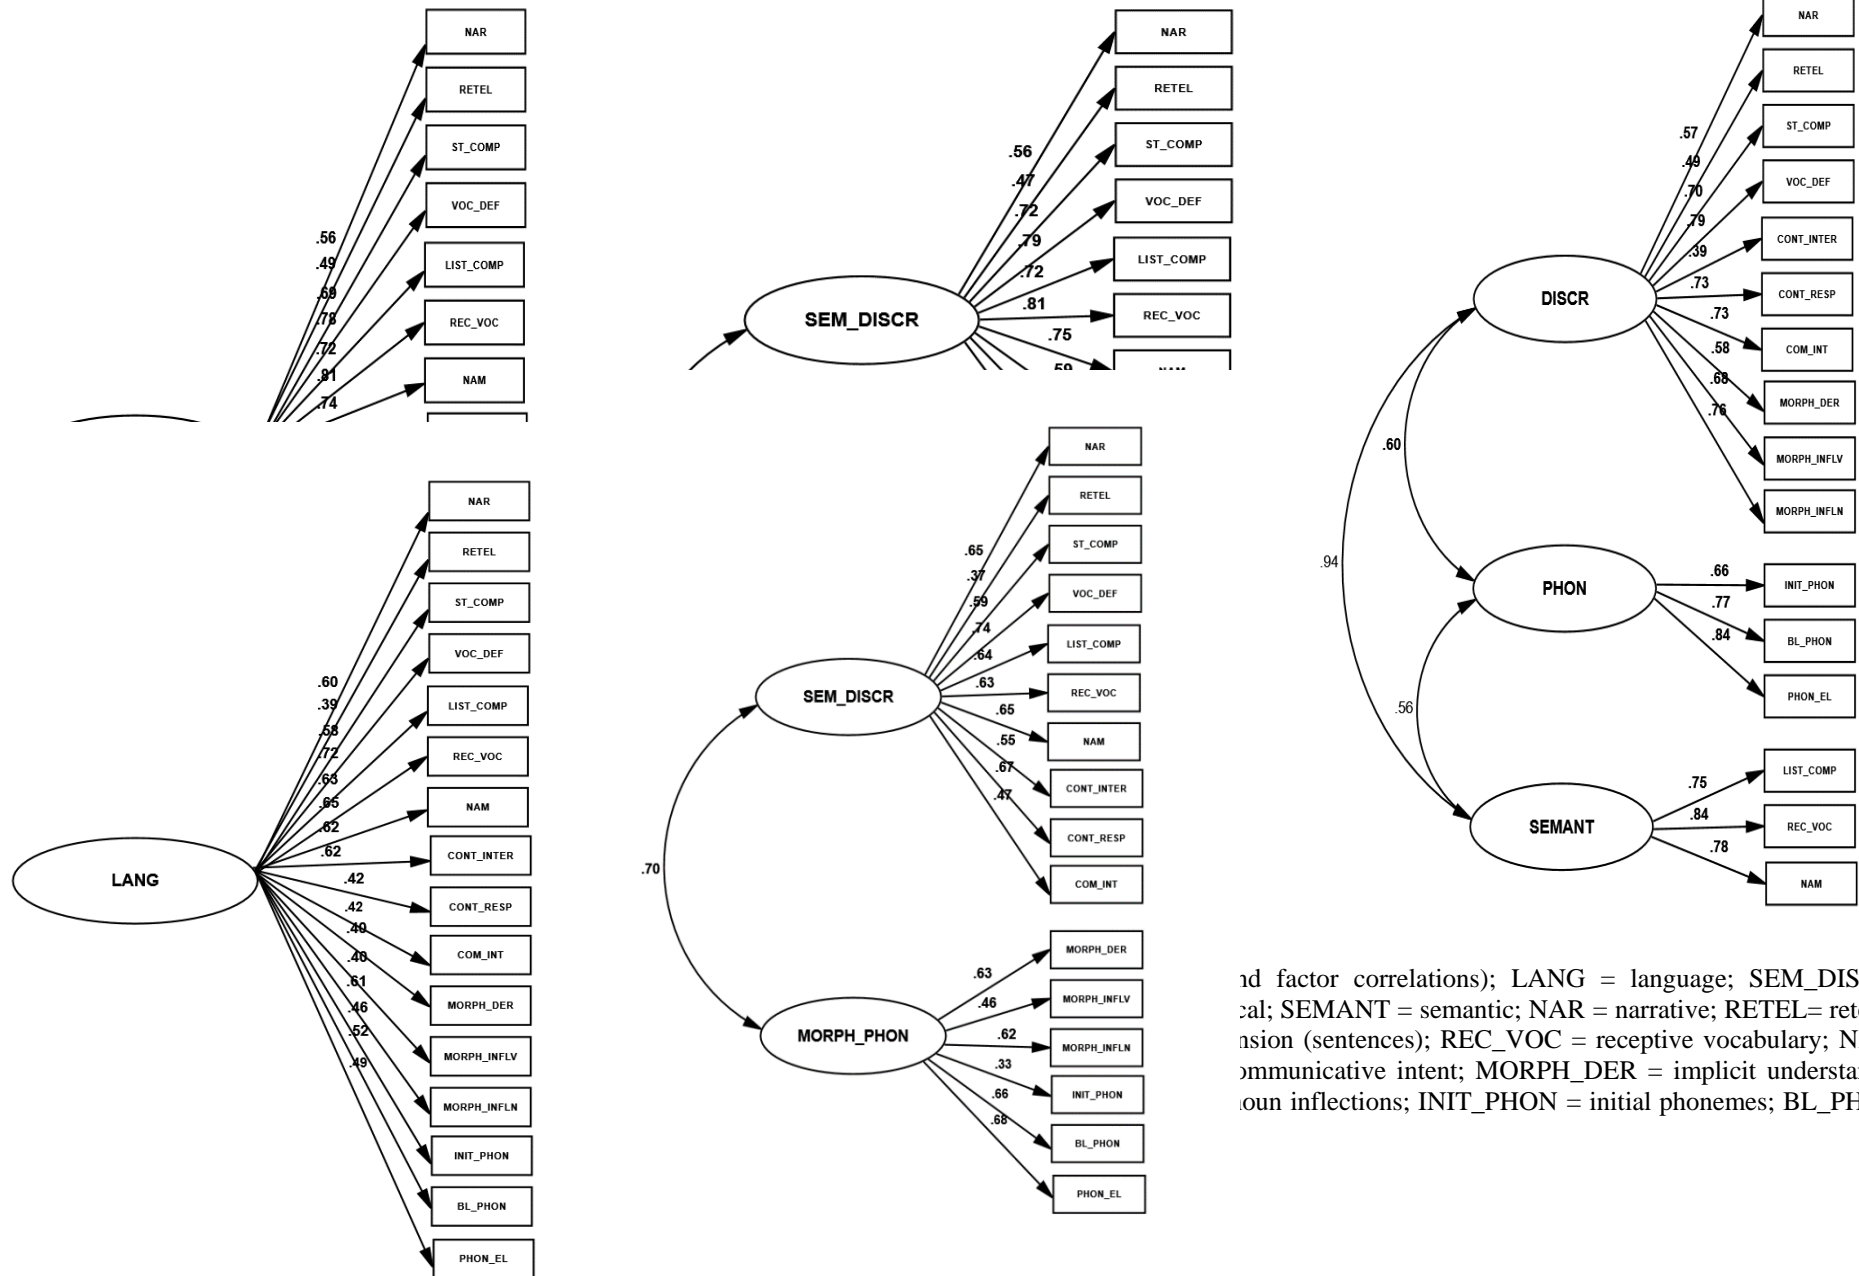 NAR
RETEL
ST_COMP
VOC_DEF
LIST_COMP
REC_VOC
NAM
.56
.49
.69
.78
.72
.81
.74
NAR
RETEL
ST_COMP
VOC_DEF
LIST_COMP
REC_VOC
.56
.47
.72
.79
.72
.81
.75
SEM_DISCR
NAR
RETEL
ST_COMP
VOC_DEF
CONT_INTER
CONT_RESP
COM_INT
MORPH_DER
MORPH_INFLV
MORPH_INFLN
.57
.49
.70
.79
.39
.73
.73
.58
.68
.76
DISCR
.60
.94
.56
PHON
.66
.77
.84
INIT_PHON
BL_PHON
PHON_EL
SEMANT
.75
.84
.78
LIST_COMP
REC_VOC
NAM
LANG
.60
.39
.58
.72
.63
.65
.62
.62
.42
.42
.40
.40
.61
.46
.52
.49
NAR
RETEL
ST_COMP
VOC_DEF
LIST_COMP
REC_VOC
NAM
CONT_INTER
CONT_RESP
COM_INT
MORPH_DER
MORPH_INFLV
MORPH_INFLN
INIT_PHON
BL_PHON
PHON_EL
SEM_DISCR
.65
.37
.59
.74
.64
.63
.65
.55
.67
.47
NAR
RETEL
ST_COMP
VOC_DEF
LIST_COMP
REC_VOC
NAM
CONT_INTER
CONT_RESP
COM_INT
.70
MORPH_PHON
.63
.46
.62
.33
.66
.68
MORPH_DER
MORPH_INFLV
MORPH_INFLN
INIT_PHON
BL_PHON
PHON_EL
nd factor correlations); LANG = language; SEM_DIS
cal; SEMANT = semantic; NAR = narrative; RETEL= ret
nsion (sentences); REC_VOC = receptive vocabulary; N
ommunicative intent; MORPH_DER = implicit understa
oun inflections; INIT_PHON = initial phonemes; BL_PH